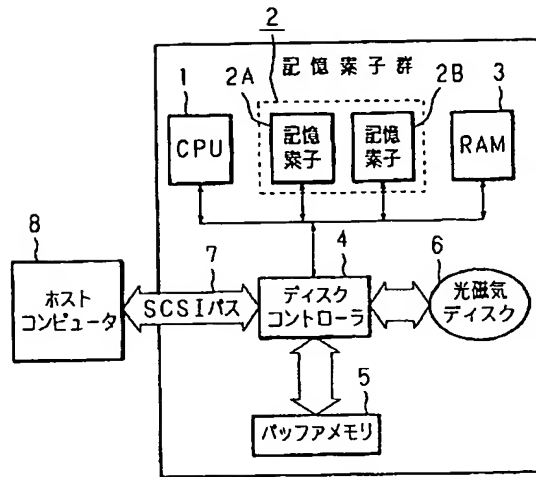 2
記憶素子群
1
2A
2B
3
CPU
記憶
素子
記憶
素子
RAM
8
7
4
6
ホスト
コンピュータ
SCSIバス
ディスク
コントローラ
光磁気
ディスク
5
バッファメモリ